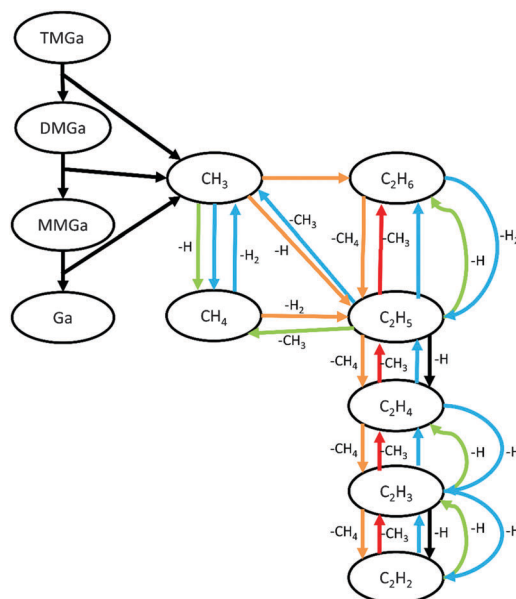 TMGa
DMGa
CH₃
C₂H₆
MMGa
-CH₃
-H
-H₂
-H
-CH₄
-CH₃
-H
-H₂
Ga
CH₄
-H₂
-CH₃
C₂H₅
-CH₄
-CH₃
-H
C₂H₄
-CH₄
-CH₃
-H
-H
C₂H₃
-CH₄
-CH₃
-H
-H
-H
C₂H₂